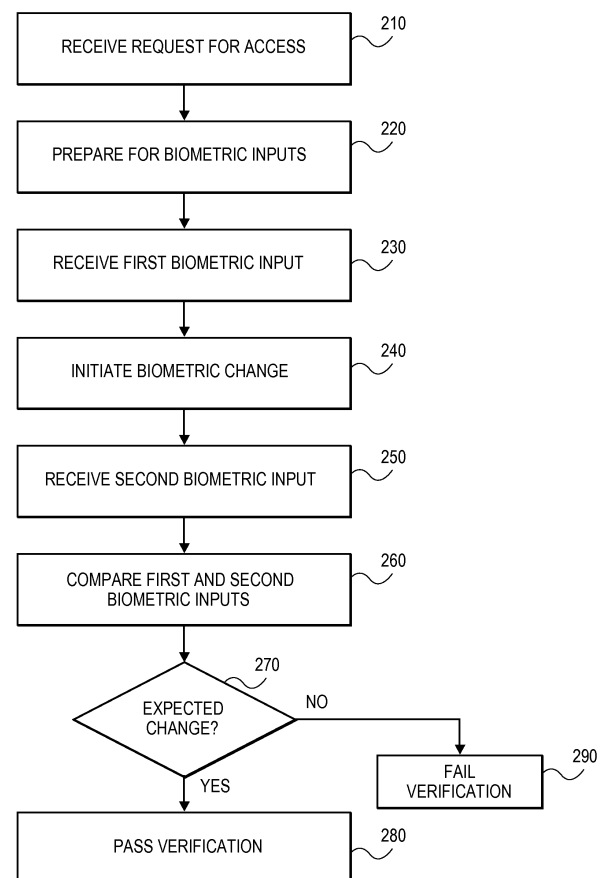 210
RECEIVE REQUEST FOR ACCESS
220
PREPARE FOR BIOMETRIC INPUTS
230
RECEIVE FIRST BIOMETRIC INPUT
240
INITIATE BIOMETRIC CHANGE
250
RECEIVE SECOND BIOMETRIC INPUT
260
COMPARE FIRST AND SECOND
BIOMETRIC INPUTS
270
EXPECTED
CHANGE?
NO
YES
290
FAIL
VERIFICATION
280
PASS VERIFICATION